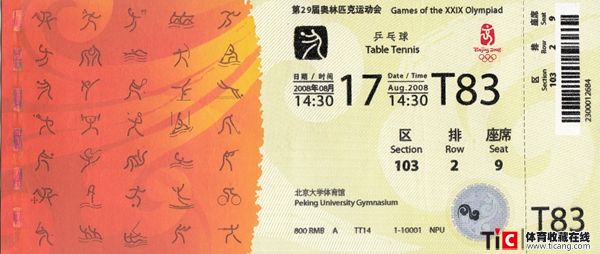 第29届奥林匹克运动会 Games of the XXIX Olympiad
乒乓球
Table Tennis
Beijing 2008
日期 / 时间 Date / Time
2008年08月 17 Aug.2008 T83
14:30 14:30
区 排 座席
Section Row Seat
103 2 9
北京大学体育馆
Peking University Gymnasium
800 RMB A TT14 1-10001 NPU
座席 Seat 9
排 Row 2
区 Section 103
2300012684
T83
TIC 体育收藏在线
www.ticang.com